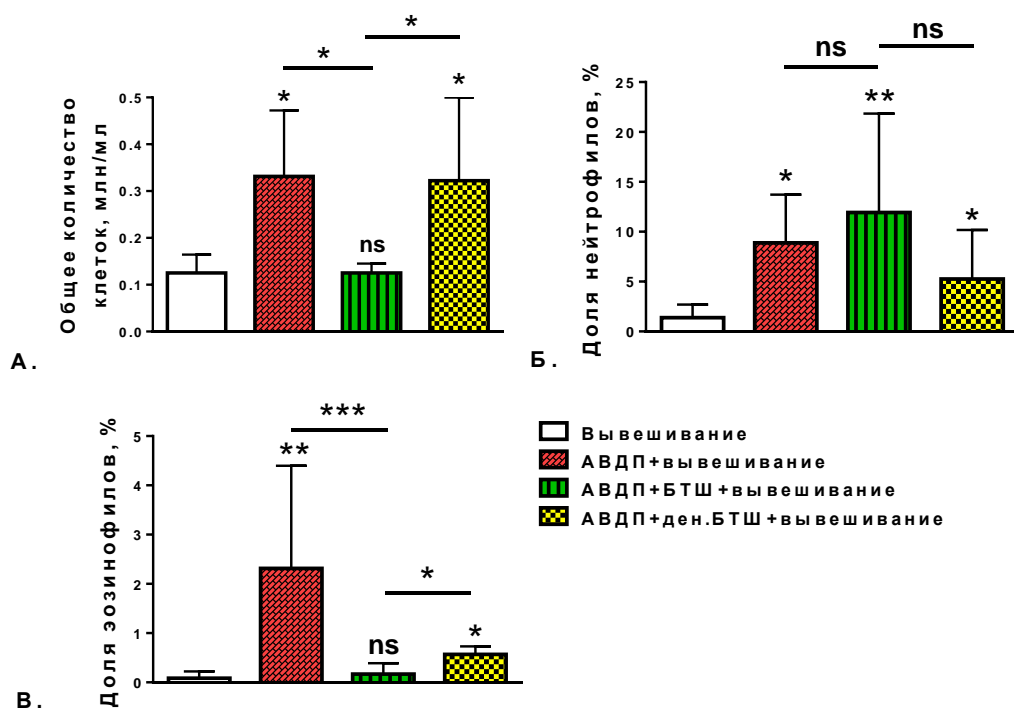 *
*
*
*
ns
Общее количество
клеток, млн/мл
0.5
0.4
0.3
0.2
0.1
0.0
А.
ns
ns
*
**
*
Доля нейтрофилов, %
25
20
15
10
5
0
Б.
***
**
*
ns
*
Доля эозинофилов, %
5
4
3
2
1
0
В.
Вывешивание
АВДП+вывешивание
АВДП+БТШ+вывешивание
АВДП+ден.БТШ+вывешивание